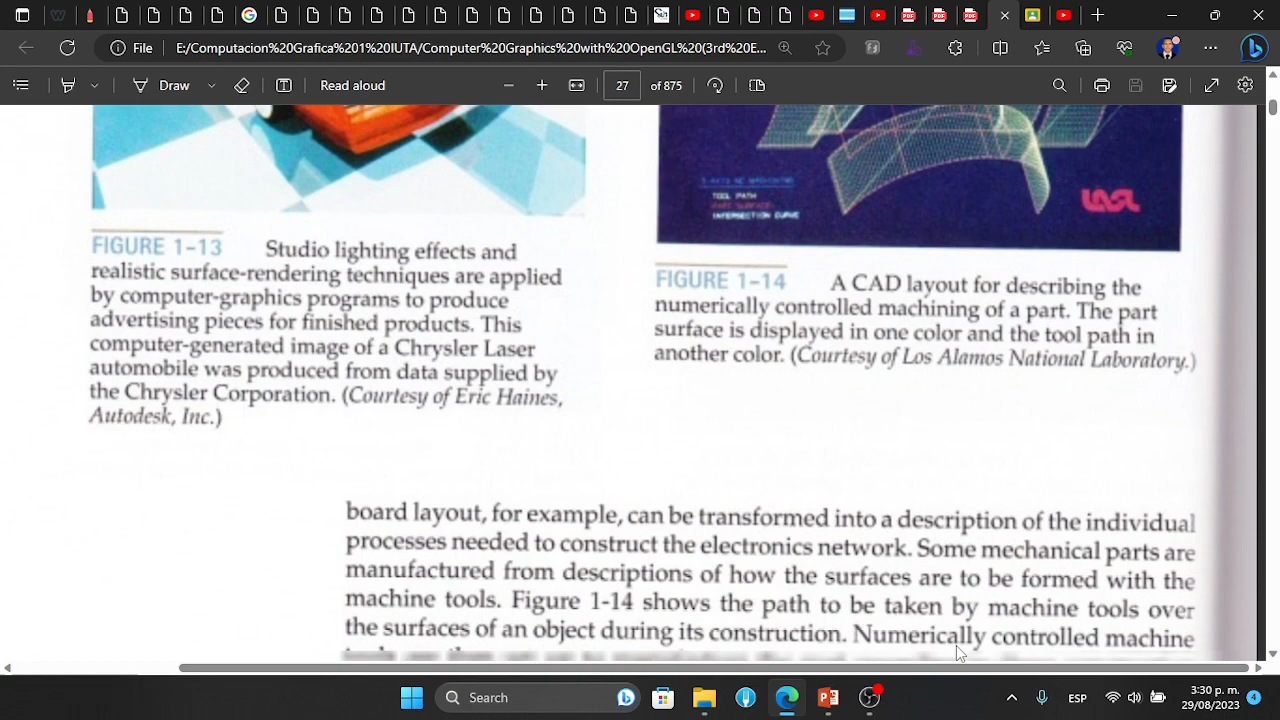 File
E:/Computacion%20Grafica%201%20IUTA/Computer%20Graphics%20with%20OpenGL%20(3rd%20E...
Draw
Read aloud
27
of 875
TOOL PATH
PART SURFACE
INTERSECTION CURVE
FIGURE 1-13 Studio lighting effects and
realistic surface-rendering techniques are applied
by computer-graphics programs to produce
advertising pieces for finished products. This
computer-generated image of a Chrysler Laser
automobile was produced from data supplied by
the Chrysler Corporation. (Courtesy of Eric Haines,
Autodesk, Inc.)
FIGURE 1-14 A CAD layout for describing the
numerically controlled machining of a part. The part
surface is displayed in one color and the tool path in
another color. (Courtesy of Los Alamos National Laboratory.)
board layout, for example, can be transformed into a description of the individual
processes needed to construct the electronics network. Some mechanical parts are
manufactured from descriptions of how the surfaces are to be formed with the
machine tools. Figure 1-14 shows the path to be taken by machine tools over
the surfaces of an object during its construction. Numerically controlled machine
Search
ESP
3:30 p. m.
29/08/2023
4